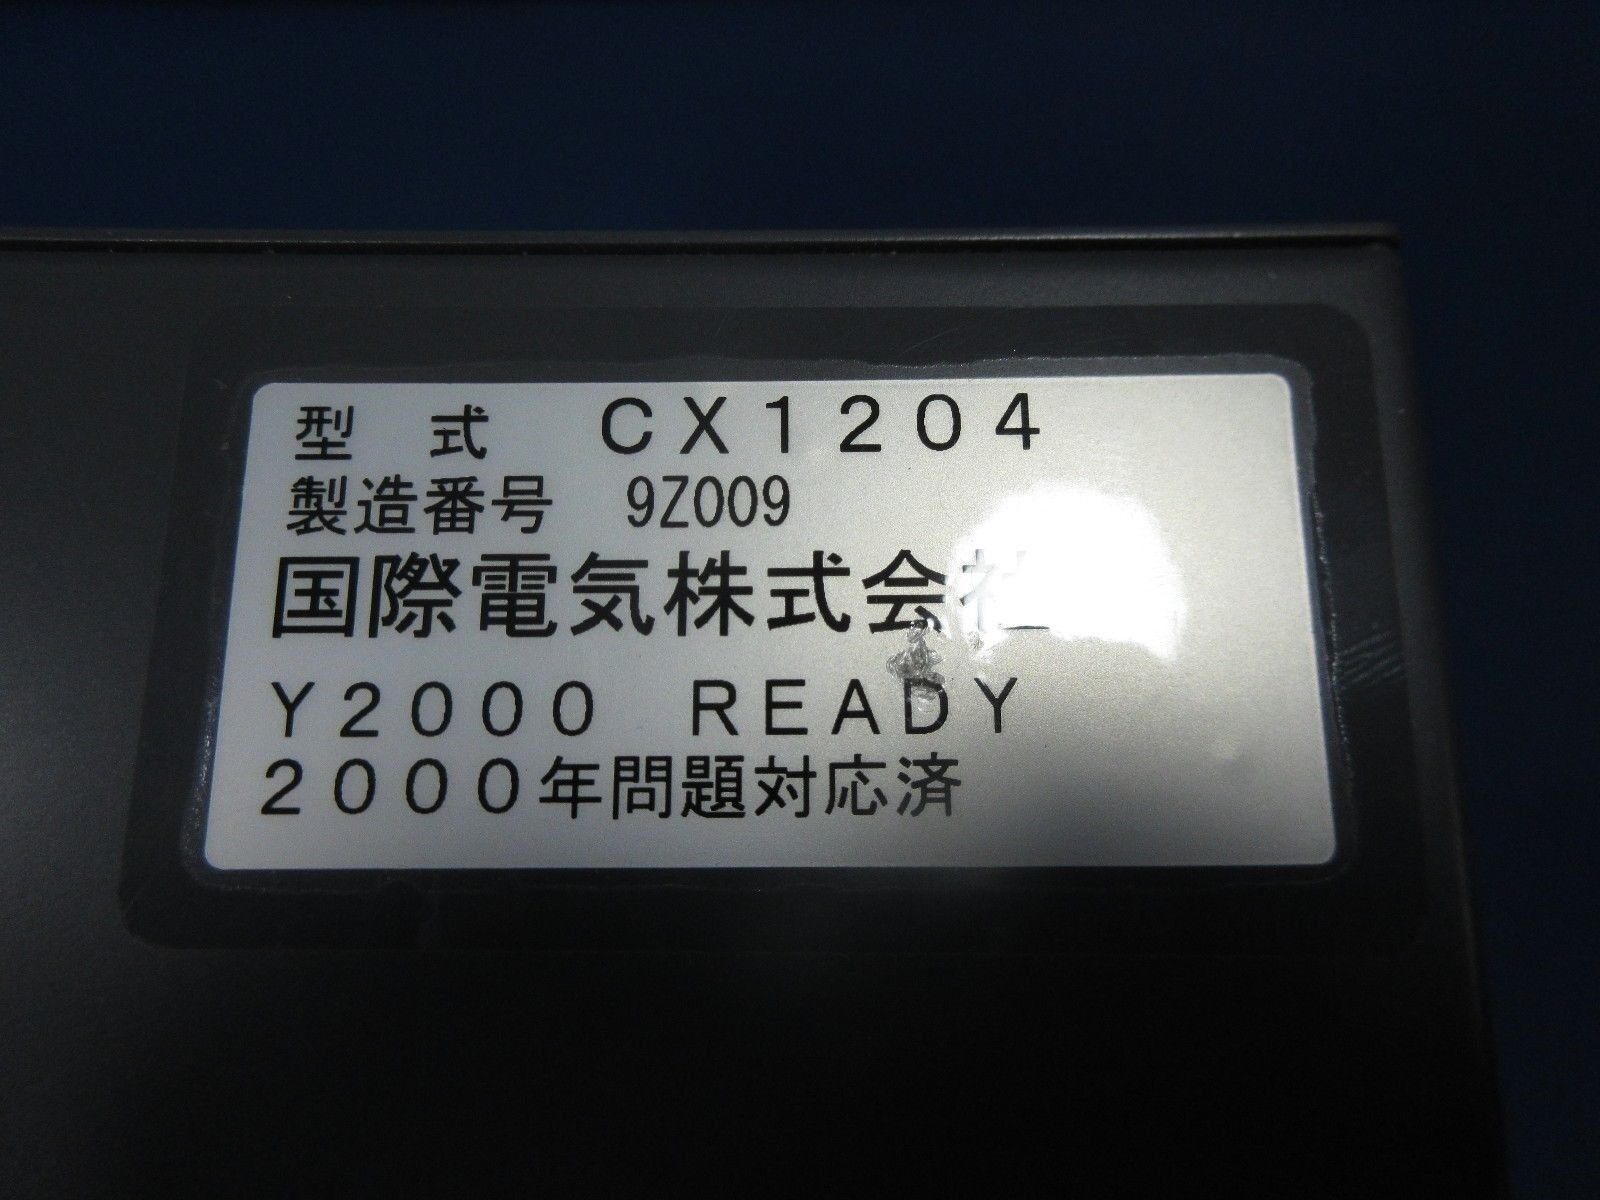 型式 CX1204
製造番号 9Z009
国際電気株式会社
Y2000 READY
2000年問題対応済